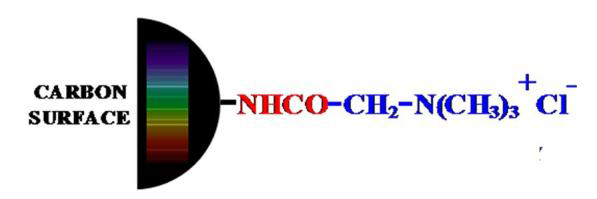 CARBON
SURFACE
-NHCO-CH₂-N(CH₃)₃⁺Cl⁻